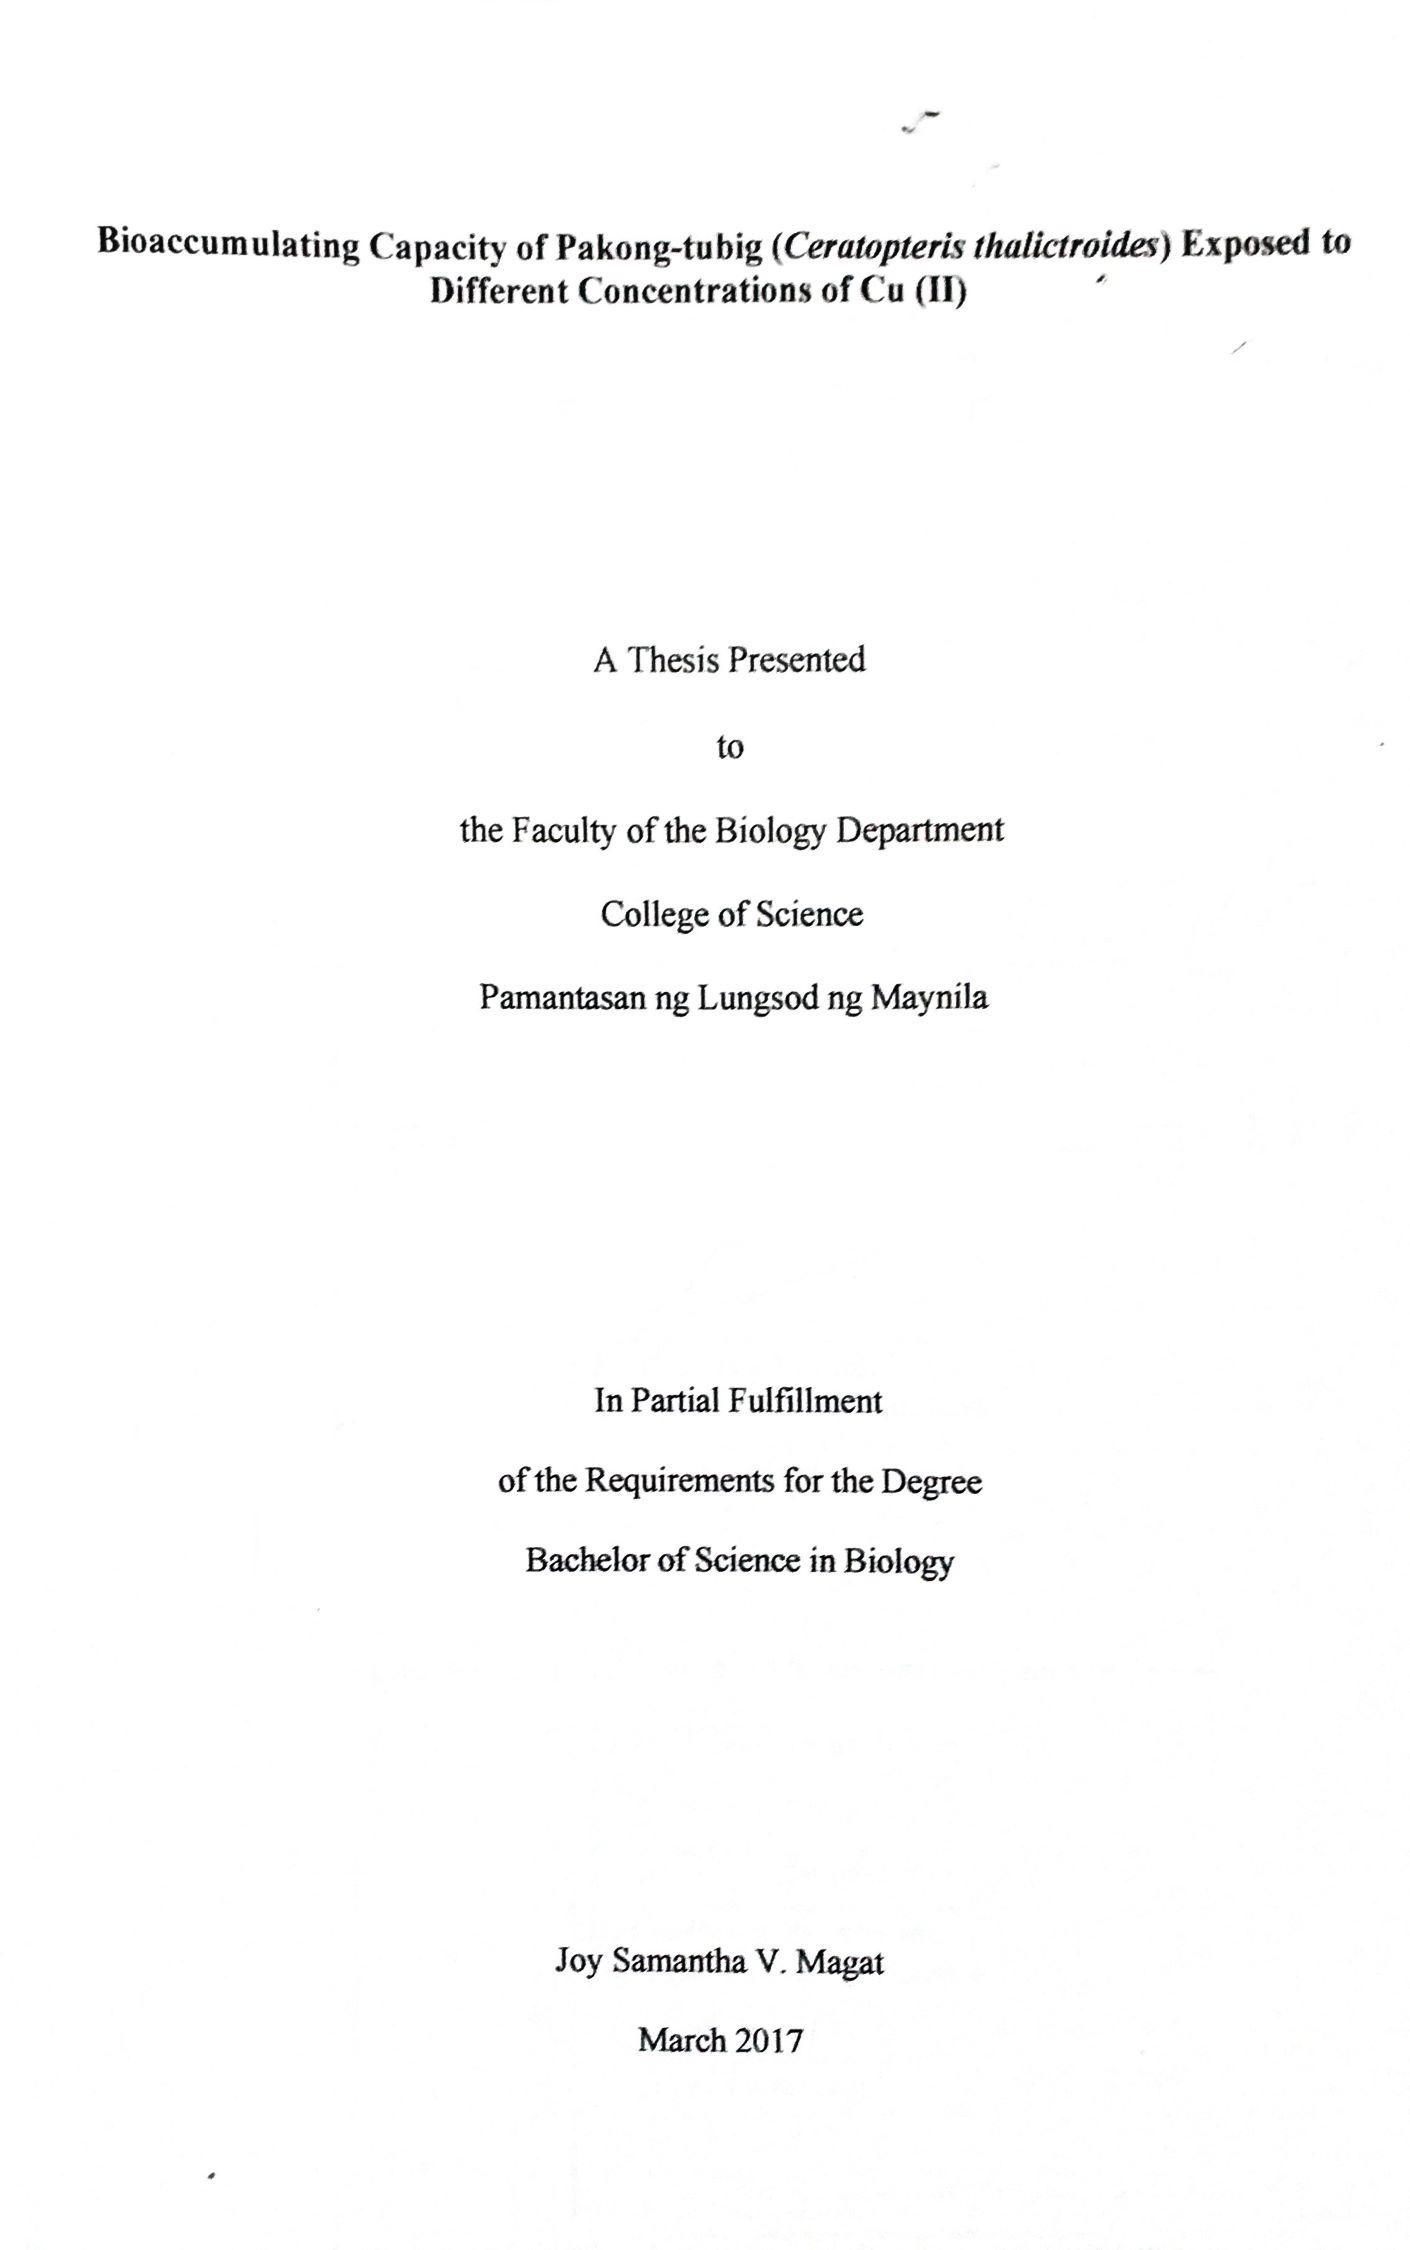 Bioaccumulating Capacity of Pakong-tubig (Ceratopteris thalictroides) Exposed to
Different Concentrations of Cu (II)
A Thesis Presented
to
the Faculty of the Biology Department
College of Science
Pamantasan ng Lungsod ng Maynila
In Partial Fulfillment
of the Requirements for the Degree
Bachelor of Science in Biology
Joy Samantha V. Magat
March 2017